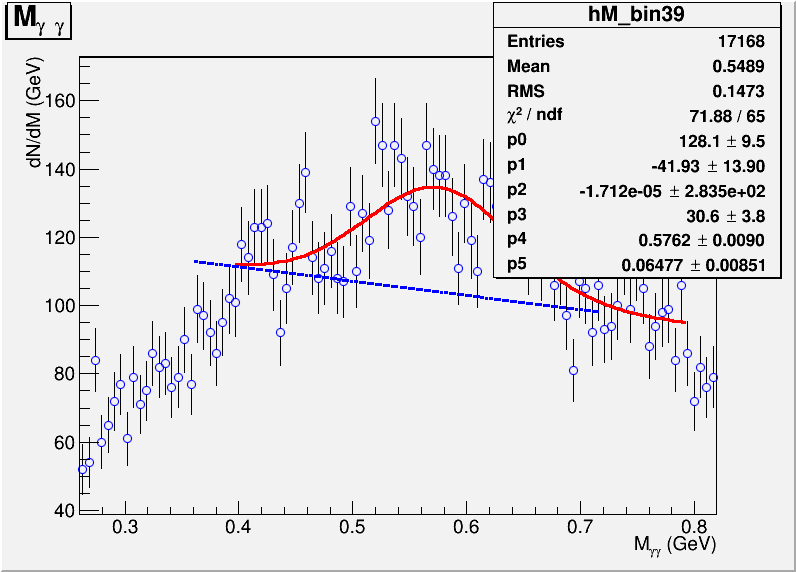 M γ γ
hM_bin39
Entries 17168
Mean 0.5489
RMS 0.1473
χ² / ndf 71.88 / 65
p0 128.1 ± 9.5
p1 -41.93 ± 13.90
p2 -1.712e-05 ± 2.835e+02
p3 30.6 ± 3.8
p4 0.5762 ± 0.0090
p5 0.06477 ± 0.00851
dN/dM (GeV)
160
140
120
100
80
60
40
0.3 0.4 0.5 0.6 0.7 0.8
Mγγ (GeV)